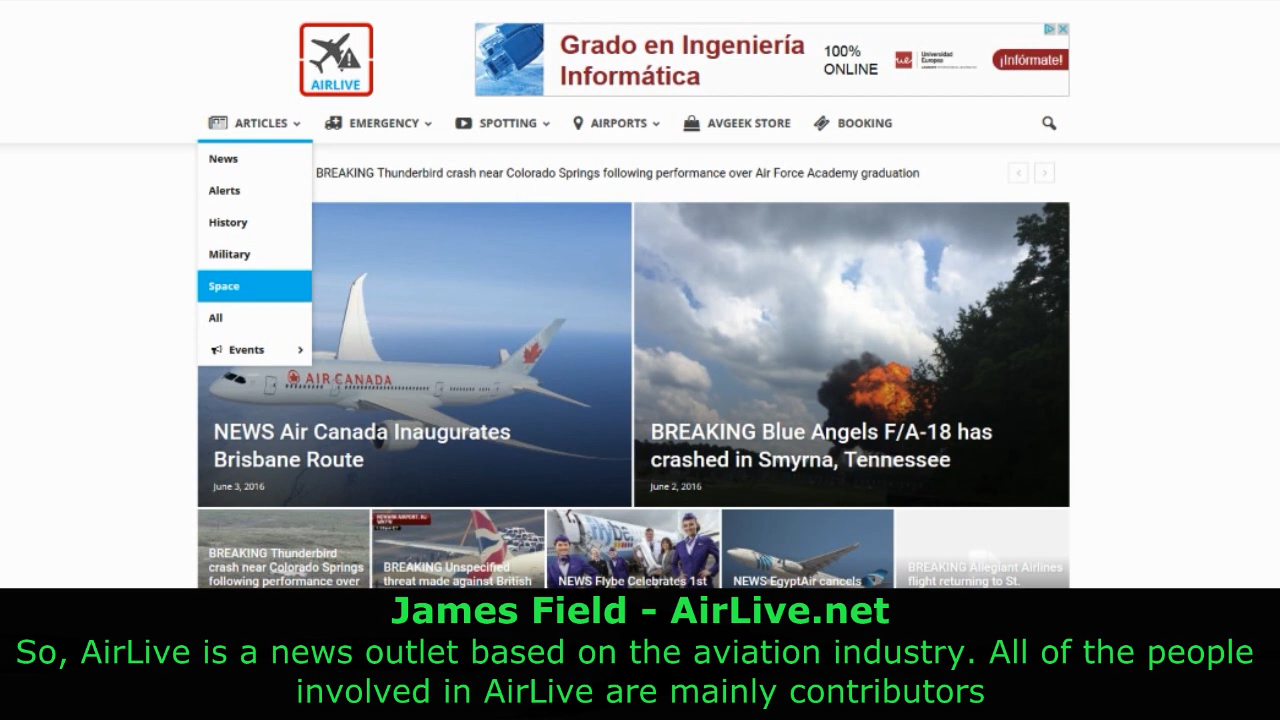 AIRLIVE
Grado en Ingeniería
Informática
100%
ONLINE
ue
Universidad
Europea
¡Infórmate!
ARTICLES
EMERGENCY
SPOTTING
AIRPORTS
AVGEEK STORE
BOOKING
News
Alerts
History
Military
Space
All
Events
BREAKING Thunderbird crash near Colorado Springs following performance over Air Force Academy graduation
AIR CANADA
NEWS Air Canada Inaugurates
Brisbane Route
June 3, 2016
BREAKING Blue Angels F/A-18 has
crashed in Smyrna, Tennessee
June 2, 2016
BREAKING Thunderbird
crash near Colorado Springs
following performance over
BREAKING Unspecified
threat made against British
flybe
NEWS Flybe Celebrates 1st
NEWS EgyptAir cancels
BREAKING Allegiant Airlines
flight returning to St.
James Field - AirLive.net
So, AirLive is a news outlet based on the aviation industry. All of the people
involved in AirLive are mainly contributors